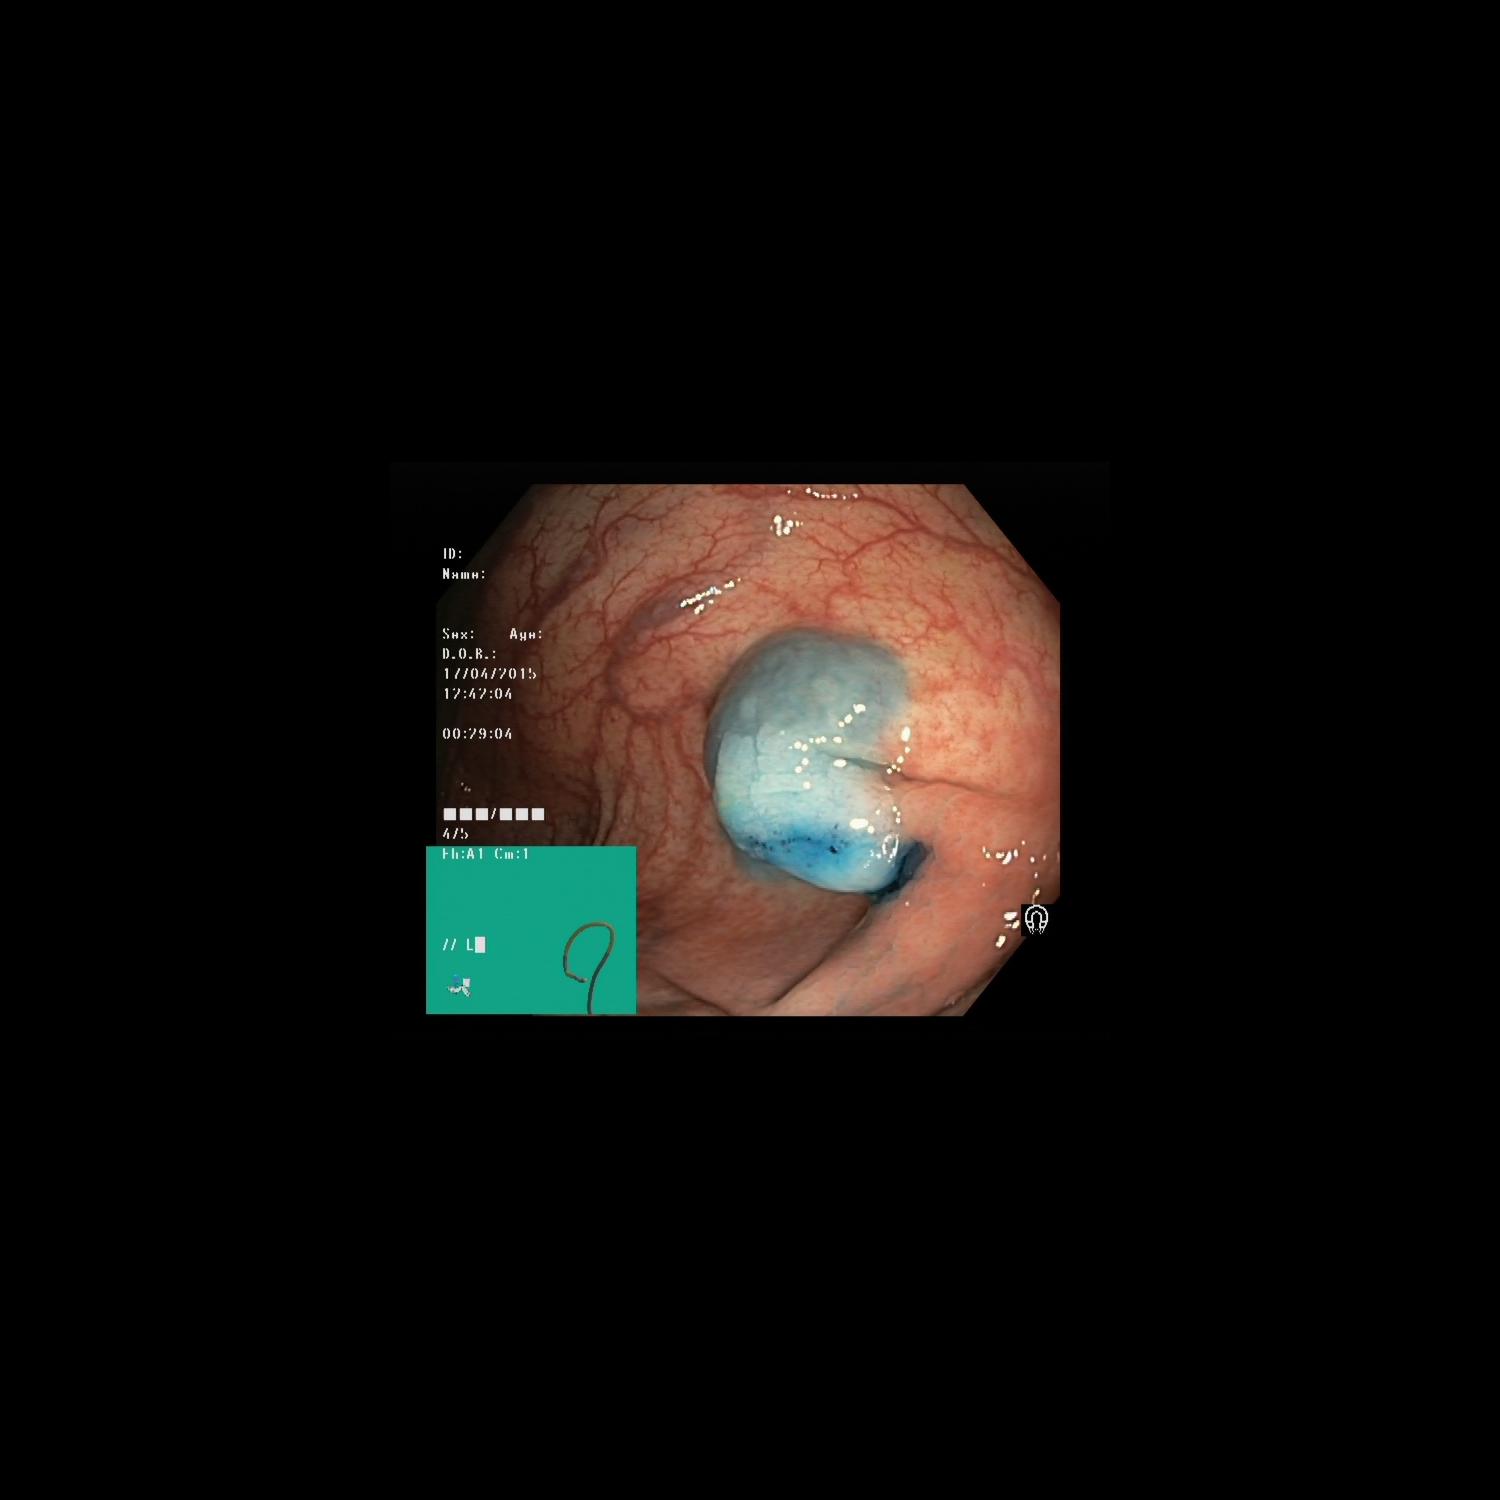 ID:
Name:
Sex: Age:
D.O.B.:
17/04/2015
12:42:04
00:29:04
■■■/■■■
4/5
Eh:A1 Cm:1
// L